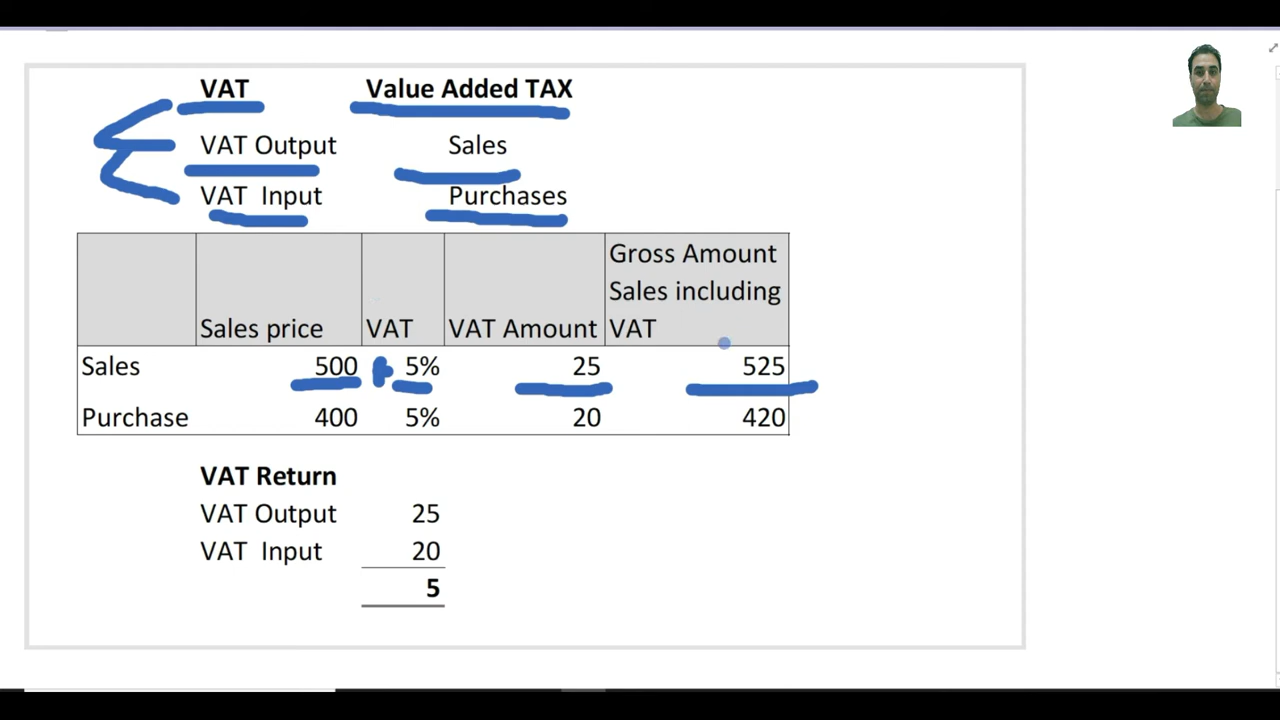 VAT Value Added TAX
VAT Output Sales
VAT Input Purchases
Gross Amount
Sales including
Sales price VAT VAT Amount VAT
Sales 500 5% 25 525
Purchase 400 5% 20 420
VAT Return
VAT Output 25
VAT Input 20
5